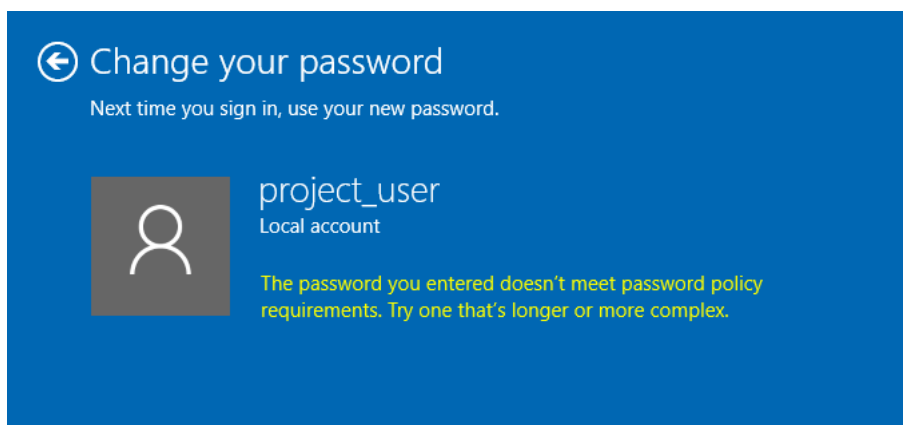 Change your password
Next time you sign in, use your new password.
project_user
Local account
The password you entered doesn't meet password policy
requirements. Try one that's longer or more complex.